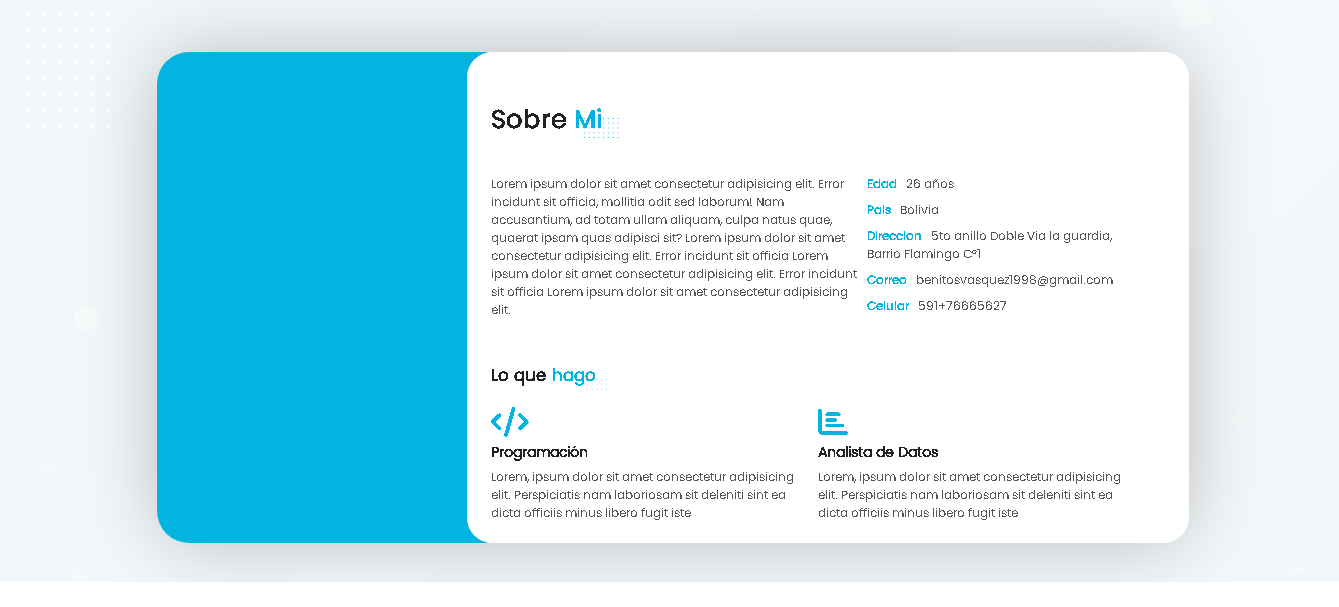 Sobre Mi
Lorem ipsum dolor sit amet consectetur adipisicing elit. Error
incidunt sit officia, mollitia odit sed laborum! Nam
accusantium, ad totam ullam aliquam, culpa natus quae,
quaerat ipsam quas adipisci sit? Lorem ipsum dolor sit amet
consectetur adipisicing elit. Error incidunt sit officia Lorem
ipsum dolor sit amet consectetur adipisicing elit. Error incidunt
sit officia Lorem ipsum dolor sit amet consectetur adipisicing
elit.
Edad 26 años
Pais Bolivia
Direccion 5to anillo Doble Via la guardia,
Barrio Flamingo C°1
Correo benitosvasquez1998@gmail.com
Celular 591+76665627
Lo que hago
Programación
Lorem, ipsum dolor sit amet consectetur adipisicing
elit. Perspiciatis nam laboriosam sit deleniti sint ea
dicta officiis minus libero fugit iste
Analista de Datos
Lorem, ipsum dolor sit amet consectetur adipisicing
elit. Perspiciatis nam laboriosam sit deleniti sint ea
dicta officiis minus libero fugit iste